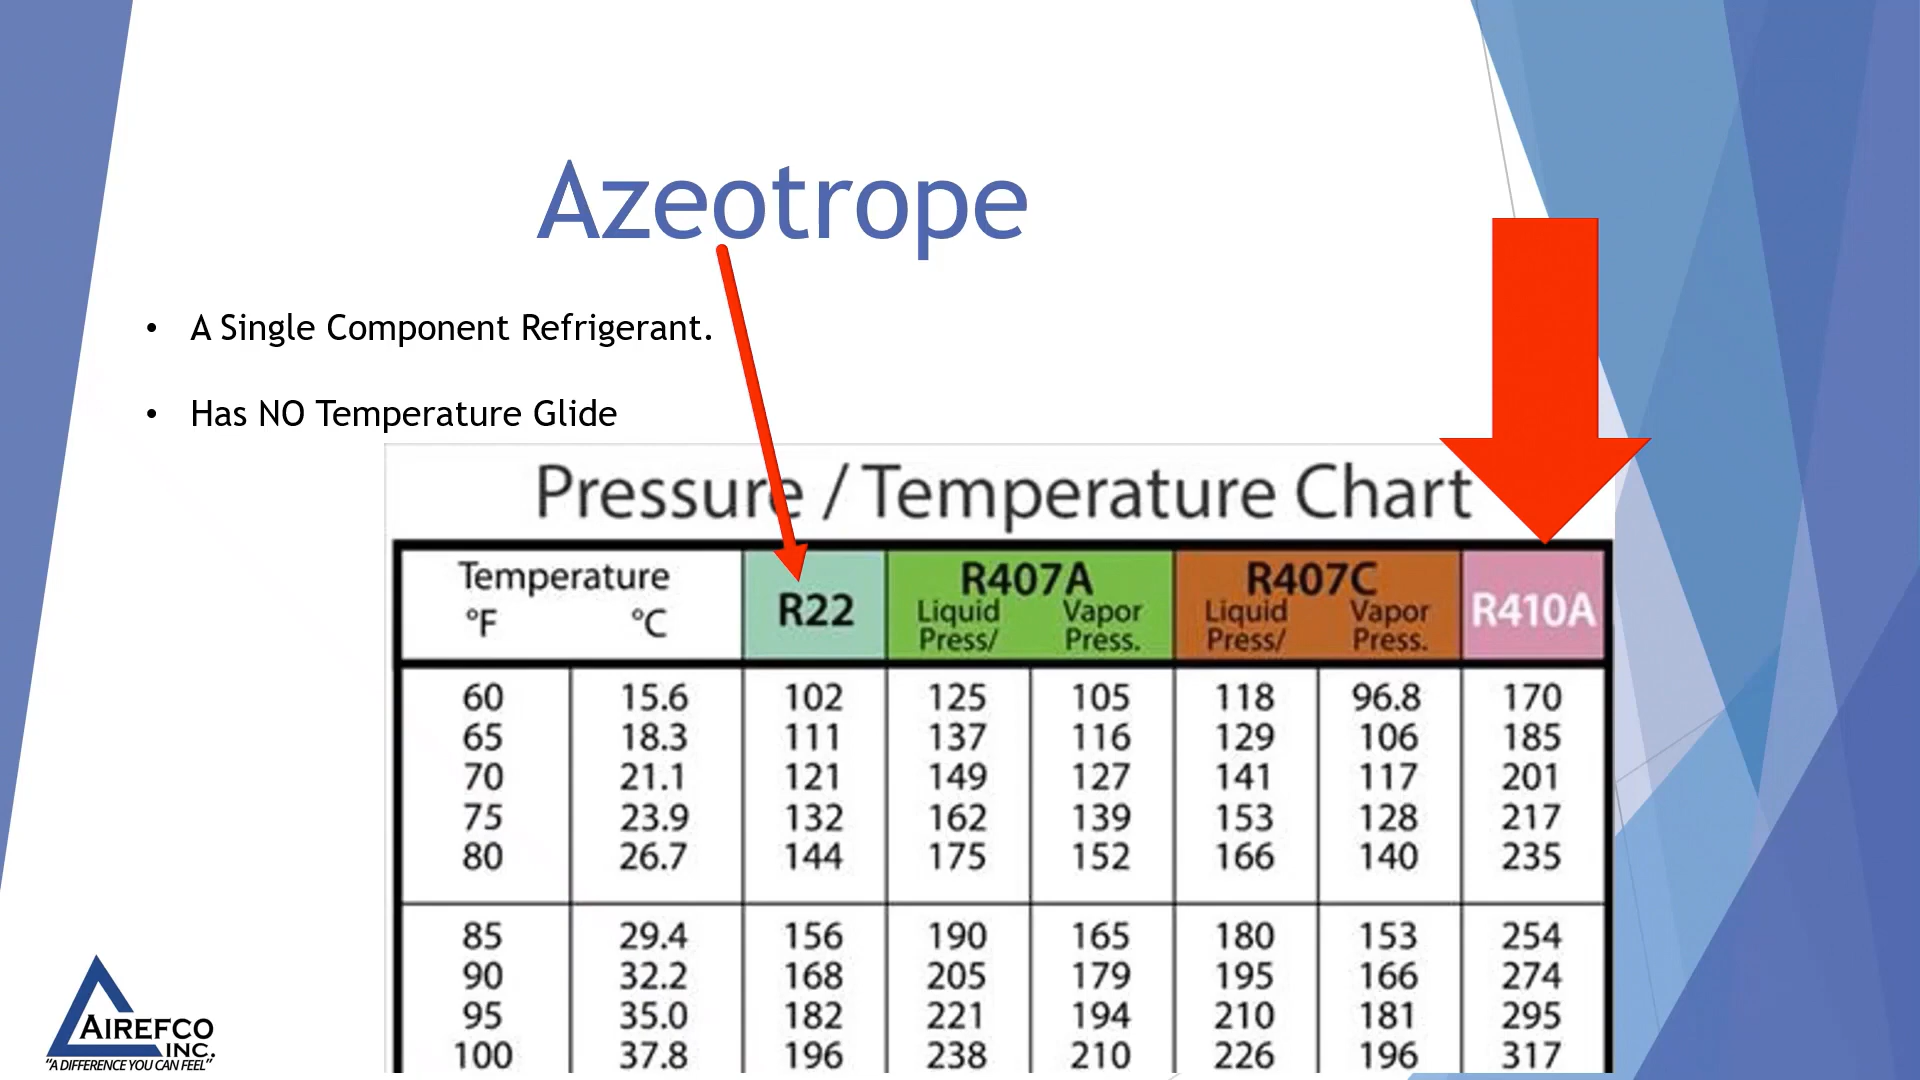 Azeotrope
• A Single Component Refrigerant.
• Has NO Temperature Glide
Pressure / Temperature Chart
Temperature R22 R407A R407C R410A
°F °C Liquid Press/ Vapor Press. Liquid Press/ Vapor Press.
60 15.6 102 125 105 118 96.8 170
65 18.3 111 137 116 129 106 185
70 21.1 121 149 127 141 117 201
75 23.9 132 162 139 153 128 217
80 26.7 144 175 152 166 140 235
85 29.4 156 190 165 180 153 254
90 32.2 168 205 179 195 166 274
95 35.0 182 221 194 210 181 295
100 37.8 196 238 210 226 196 317
AIREFCO
INC.
"A DIFFERENCE YOU CAN FEEL"